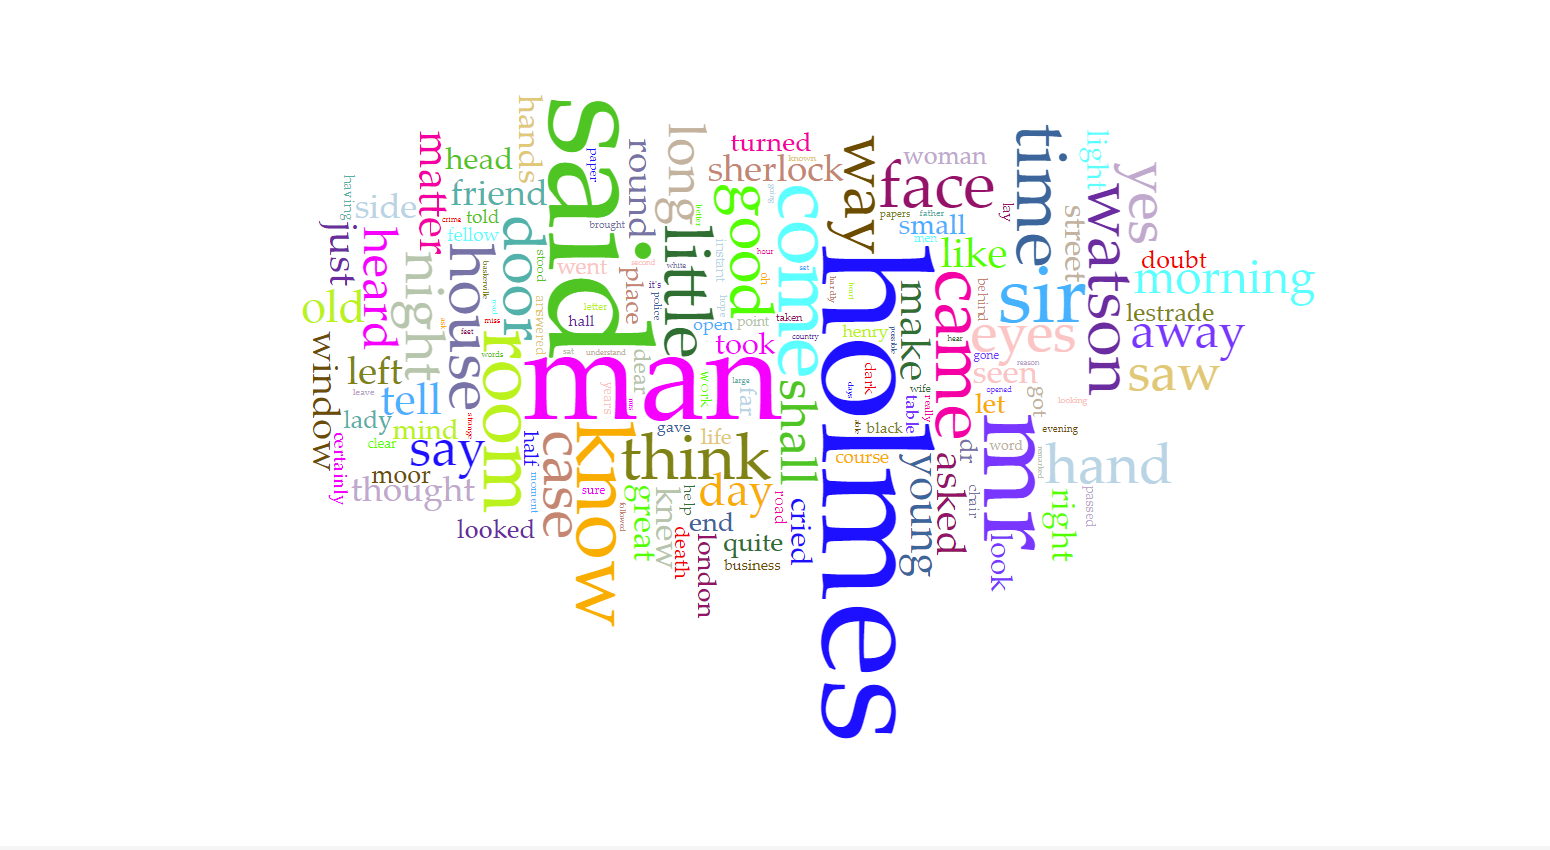 hands
said
paper
long
round
turned
sherlock
known
way
woman
face
time
light
yes
matter
head
friend
having
side
crime
told
fellow
just
heard
door
brought
little
good
going
come
papers
father
lay
small
men
like
street
watson
doubt
morning
lestrade
away
saw
old
night
house
baskerville
stood
went
place
second
white
instant
hour
oh
set
holmes
hardly
heart
make
came
behind
sir
eyes
window
left
leave
tell
lady
mind
clear
certainly
say
moor
thought
looked
room
words
feet
miss
ask
answered
letter
hall
it's
police
hope
open
point
taken
country
took
henry
possible
hear
gone
reason
seen
sat
understand
dear
man
years
mrs
work
large
far
shall
days
dark
wife
table
really
let
opened
got
looking
strange
half
moment
case
know
gave
life
think
black
course
able
young
asked
dr
chair
mr
word
remarked
evening
hand
right
passed
look
sure
followed
great
knew
help
day
road
end
death
london
quite
business
cried